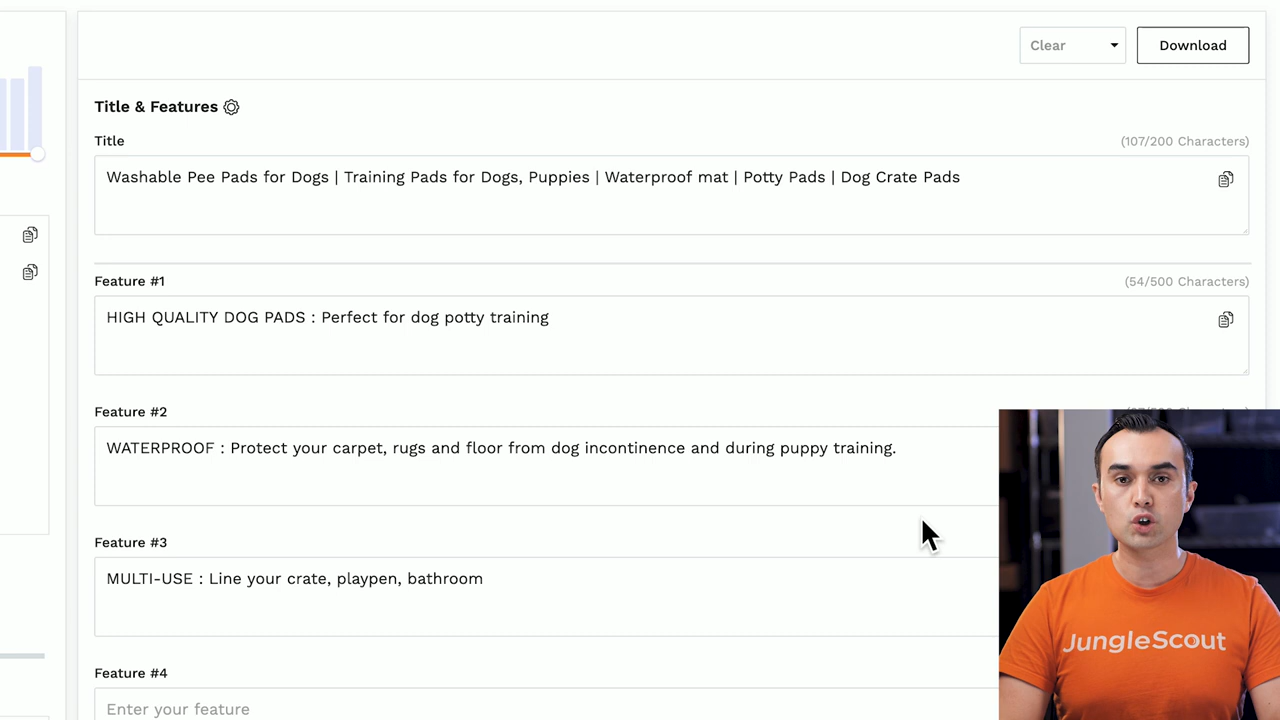 Clear
Download
Title & Features
Title
(107/200 Characters)
Washable Pee Pads for Dogs | Training Pads for Dogs, Puppies | Waterproof mat | Potty Pads | Dog Crate Pads
Feature #1
(54/500 Characters)
HIGH QUALITY DOG PADS : Perfect for dog potty training
Feature #2
WATERPROOF : Protect your carpet, rugs and floor from dog incontinence and during puppy training.
Feature #3
MULTI-USE : Line your crate, playpen, bathroom
Feature #4
Enter your feature
JungleScout